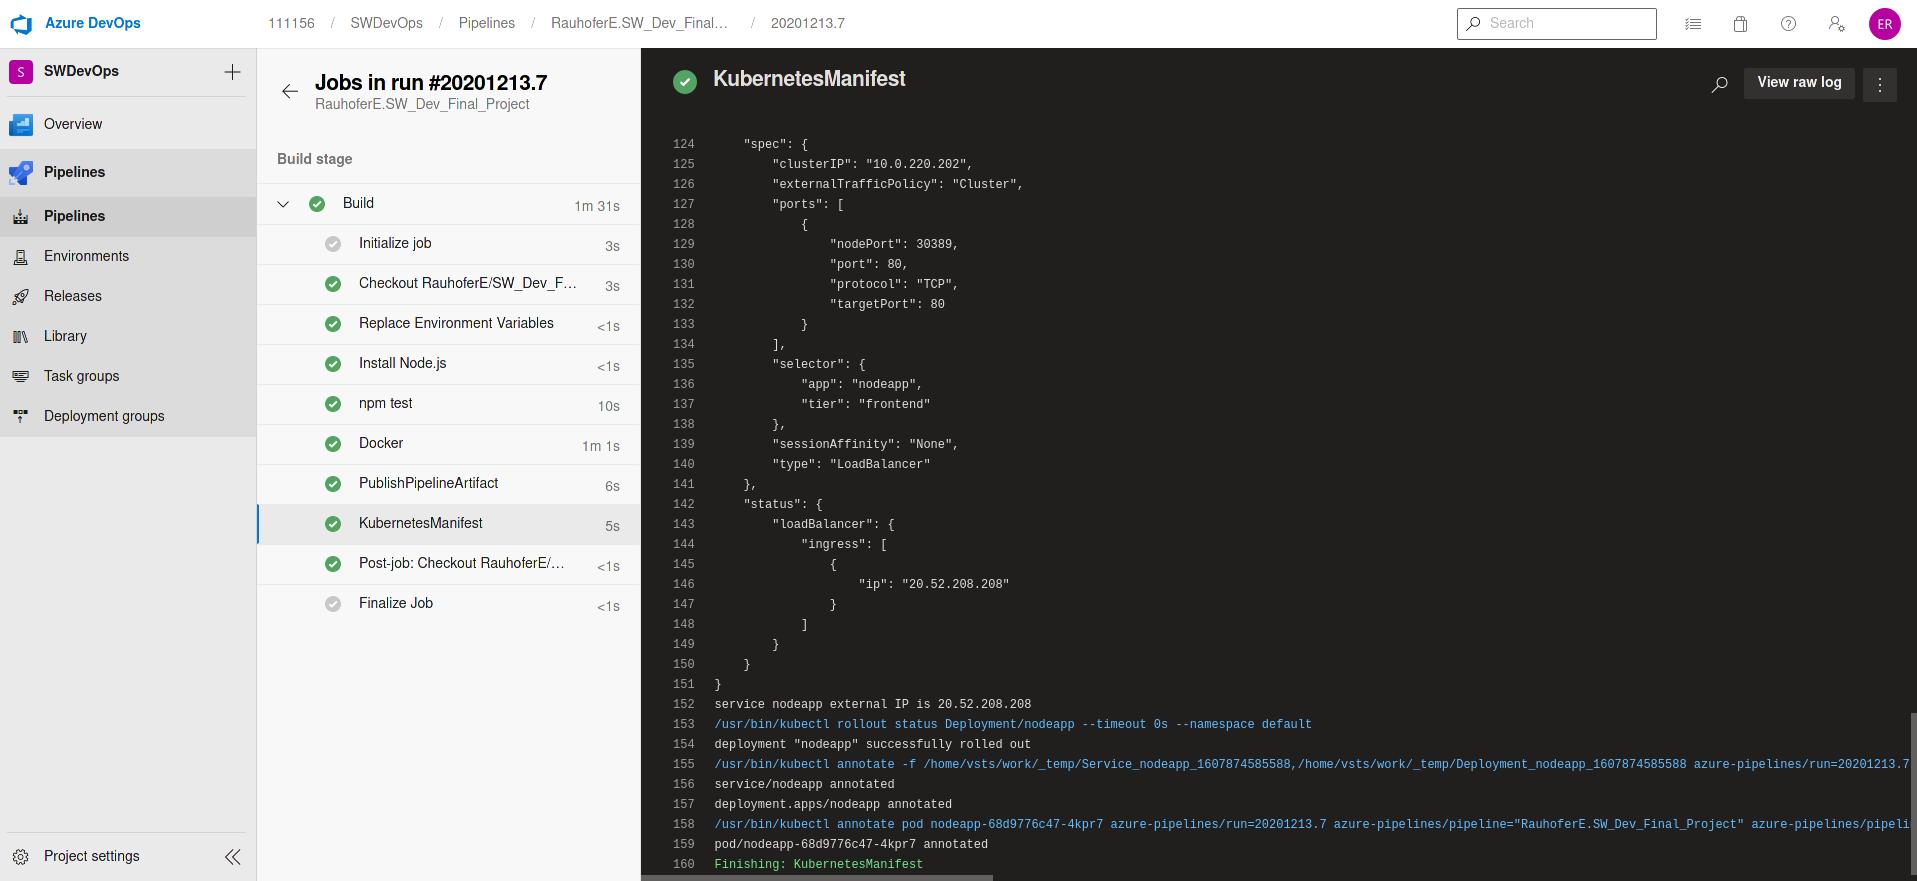 Azure DevOps
111156 / SWDevOps / Pipelines / RauhoferE.SW_Dev_Final... / 20201213.7
Search
ER
S SWDevOps
Overview
Pipelines
Pipelines
Environments
Releases
Library
Task groups
Deployment groups
Project settings
Jobs in run #20201213.7
RauhoferE.SW_Dev_Final_Project
Build stage
Build 1m 31s
Initialize job 3s
Checkout RauhoferE/SW_Dev_F... 3s
Replace Environment Variables <1s
Install Node.js <1s
npm test 10s
Docker 1m 1s
PublishPipelineArtifact 6s
KubernetesManifest 5s
Post-job: Checkout RauhoferE/... <1s
Finalize Job <1s
KubernetesManifest
View raw log
124 "spec": {
125 "clusterIP": "10.0.220.202",
126 "externalTrafficPolicy": "Cluster",
127 "ports": [
128 {
129 "nodePort": 30389,
130 "port": 80,
131 "protocol": "TCP",
132 "targetPort": 80
133 }
134 ],
135 "selector": {
136 "app": "nodeapp",
137 "tier": "frontend"
138 },
139 "sessionAffinity": "None",
140 "type": "LoadBalancer"
141 },
142 "status": {
143 "loadBalancer": {
144 "ingress": [
145 {
146 "ip": "20.52.208.208"
147 }
148 ]
149 }
150 }
151 }
152 service nodeapp external IP is 20.52.208.208
153 /usr/bin/kubectl rollout status Deployment/nodeapp --timeout 0s --namespace default
154 deployment "nodeapp" successfully rolled out
155 /usr/bin/kubectl annotate -f /home/vsts/work/_temp/Service_nodeapp_1607874585588,/home/vsts/work/_temp/Deployment_nodeapp_1607874585588 azure-pipelines/run=20201213.7
156 service/nodeapp annotated
157 deployment.apps/nodeapp annotated
158 /usr/bin/kubectl annotate pod nodeapp-68d9776c47-4kpr7 azure-pipelines/run=20201213.7 azure-pipelines/pipeline="RauhoferE.SW_Dev_Final_Project" azure-pipelines/pipeli
159 pod/nodeapp-68d9776c47-4kpr7 annotated
160 Finishing: KubernetesManifest